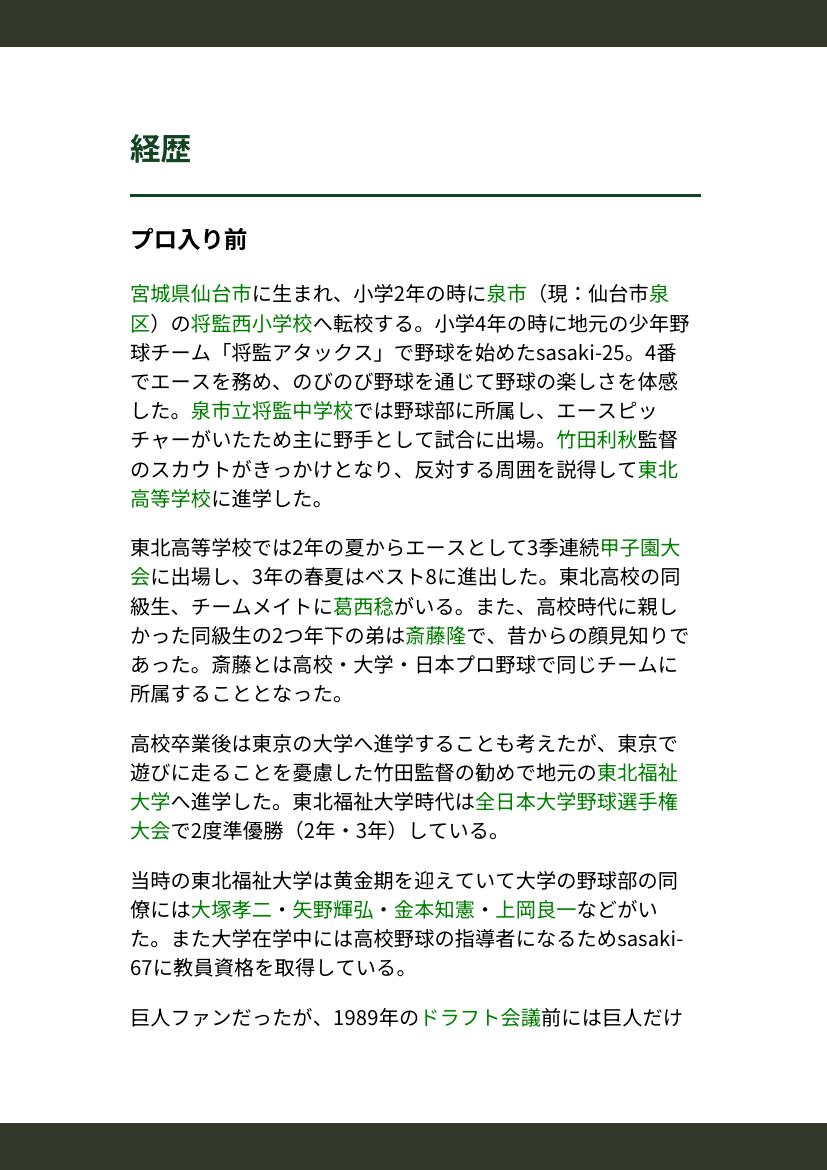 経歴
プロ入り前
宮城県仙台市に生まれ、小学2年の時に泉市（現：仙台市泉
区）の将監西小学校へ転校する。小学4年の時に地元の少年野
球チーム「将監アタックス」で野球を始めたsasaki-25。4番
でエースを務め、のびのび野球を通じて野球の楽しさを体感
した。泉市立将監中学校では野球部に所属し、エースピッ
チャーがいたため主に野手として試合に出場。竹田利秋監督
のスカウトがきっかけとなり、反対する周囲を説得して東北
高等学校に進学した。
東北高等学校では2年の夏からエースとして3季連続甲子園大
会に出場し、3年の春夏はベスト8に進出した。東北高校の同
級生、チームメイトに葛西稔がいる。また、高校時代に親し
かった同級生の2つ年下の弟は斎藤隆で、昔からの顔見知りで
あった。斎藤とは高校・大学・日本プロ野球で同じチームに
所属することとなった。
高校卒業後は東京の大学へ進学することも考えたが、東京で
遊びに走ることを憂慮した竹田監督の勧めで地元の東北福祉
大学へ進学した。東北福祉大学時代は全日本大学野球選手権
大会で2度準優勝（2年・3年）している。
当時の東北福祉大学は黄金期を迎えていて大学の野球部の同
僚には大塚孝二・矢野輝弘・金本知憲・上岡良一などがい
た。また大学在学中には高校野球の指導者になるためsasaki-
67に教員資格を取得している。
巨人ファンだったが、1989年のドラフト会議前には巨人だけ